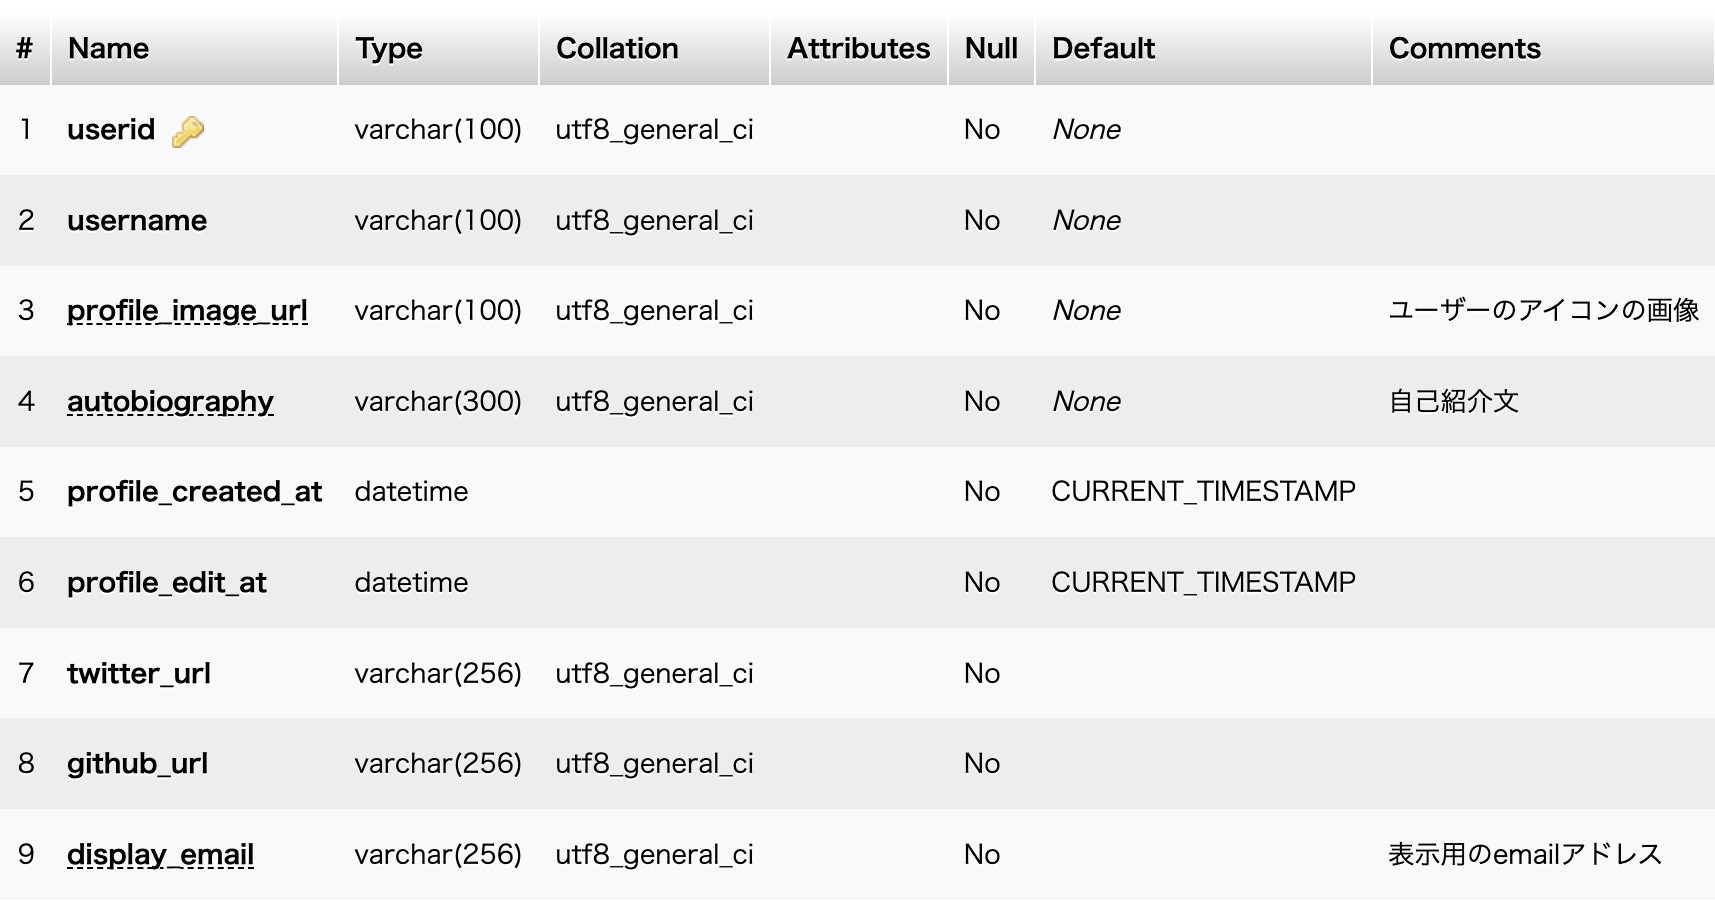 # Name Type Collation Attributes Null Default Comments
1 userid varchar(100) utf8_general_ci No None
2 username varchar(100) utf8_general_ci No None
3 profile_image_url varchar(100) utf8_general_ci No None ユーザーのアイコンの画像
4 autobiography varchar(300) utf8_general_ci No None 自己紹介文
5 profile_created_at datetime No CURRENT_TIMESTAMP
6 profile_edit_at datetime No CURRENT_TIMESTAMP
7 twitter_url varchar(256) utf8_general_ci No
8 github_url varchar(256) utf8_general_ci No
9 display_email varchar(256) utf8_general_ci No 表示用のemailアドレス